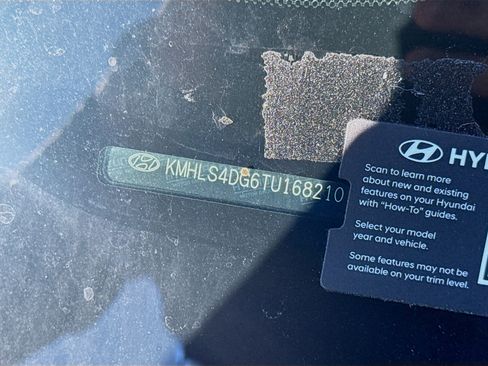 KMHLS4DG6TU168210
HY
Scan to learn more
about new and existing
features on your Hyundai
with “How-To” guides.
Select your model
year and vehicle.
Some features may not be
available on your trim level.